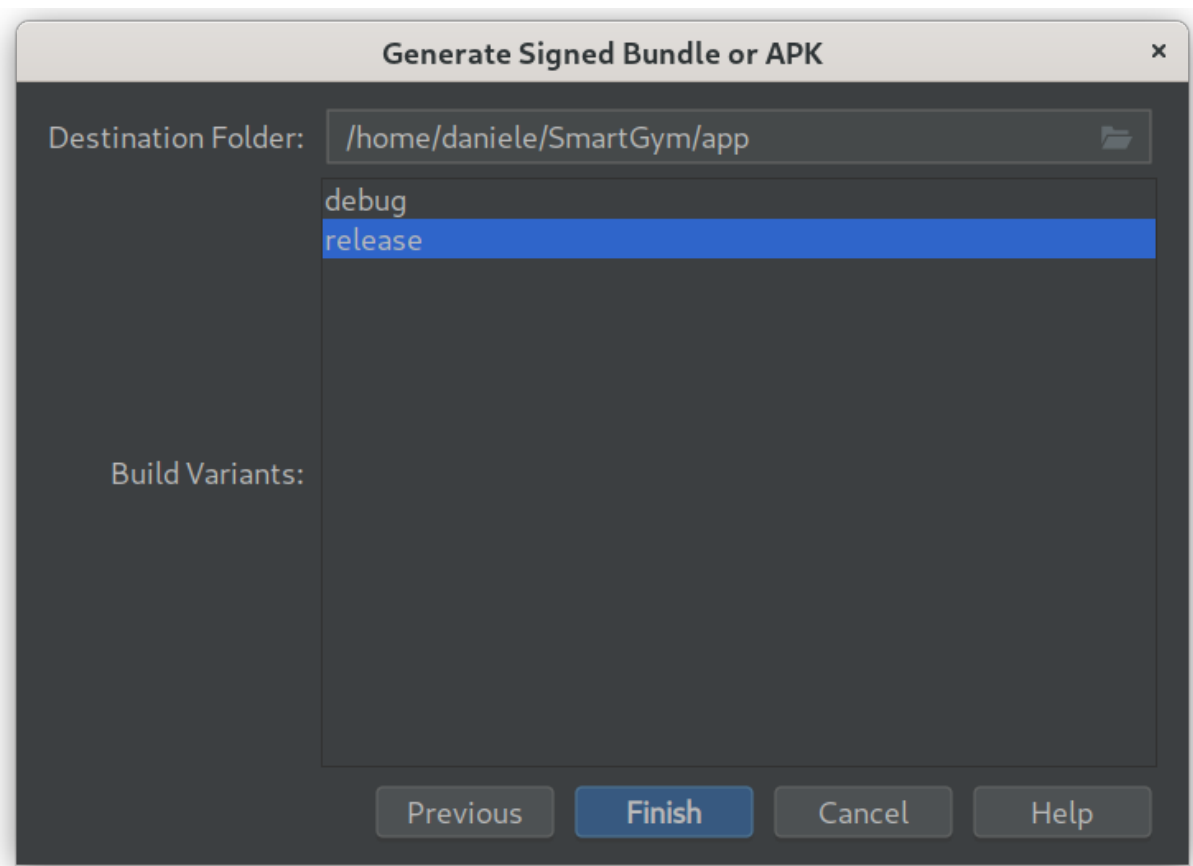 Generate Signed Bundle or APK ×
Destination Folder: /home/daniele/SmartGym/app
debug
release
Build Variants:
Previous Finish Cancel Help